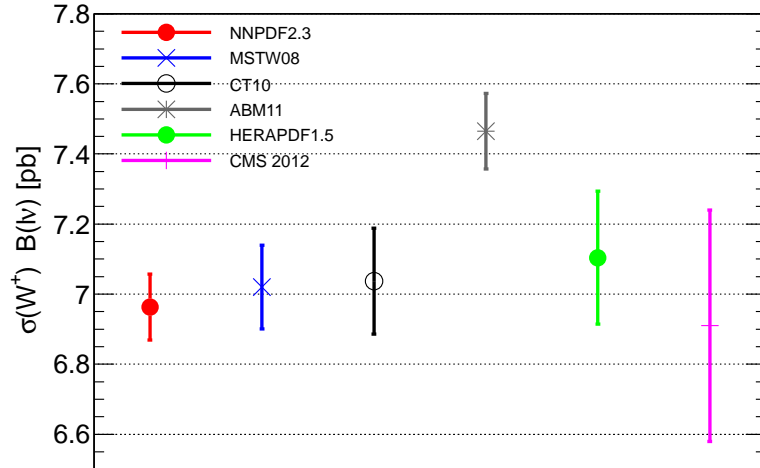 7.8
7.6
7.4
7.2
7
6.8
6.6
σ(W⁺) B(lν) [pb]
NNPDF2.3
MSTW08
CT10
ABM11
HERAPDF1.5
CMS 2012